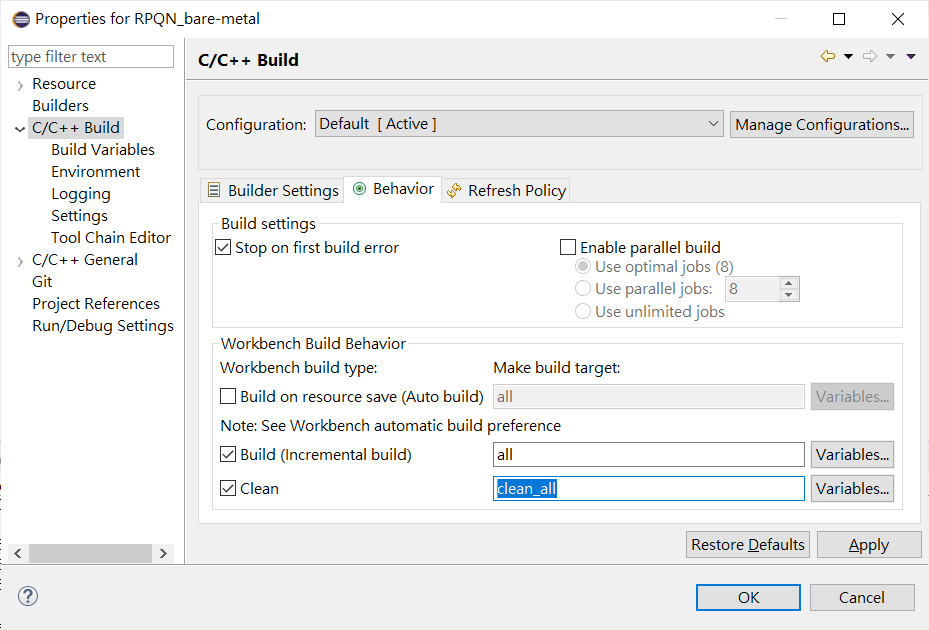 Properties for RPQN_bare-metal
type filter text
Resource
Builders
C/C++ Build
Build Variables
Environment
Logging
Settings
Tool Chain Editor
C/C++ General
Git
Project References
Run/Debug Settings
C/C++ Build
Configuration: Default [ Active ] Manage Configurations...
Builder Settings Behavior Refresh Policy
Build settings
Stop on first build error Enable parallel build
Use optimal jobs (8)
Use parallel jobs: 8
Use unlimited jobs
Workbench Build Behavior
Workbench build type: Make build target:
Build on resource save (Auto build) all Variables...
Note: See Workbench automatic build preference
Build (Incremental build) all Variables...
Clean clean_all Variables...
Restore Defaults Apply
OK Cancel